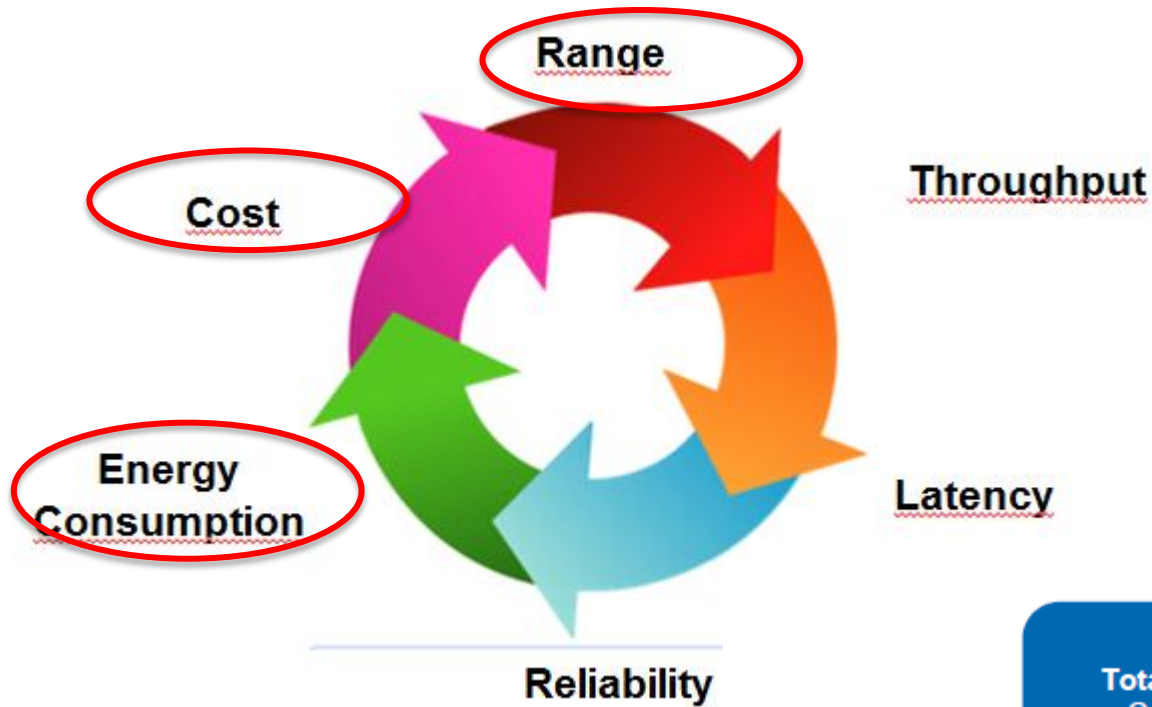 Range
Throughput
Cost
Energy
Consumption
Latency
Reliability